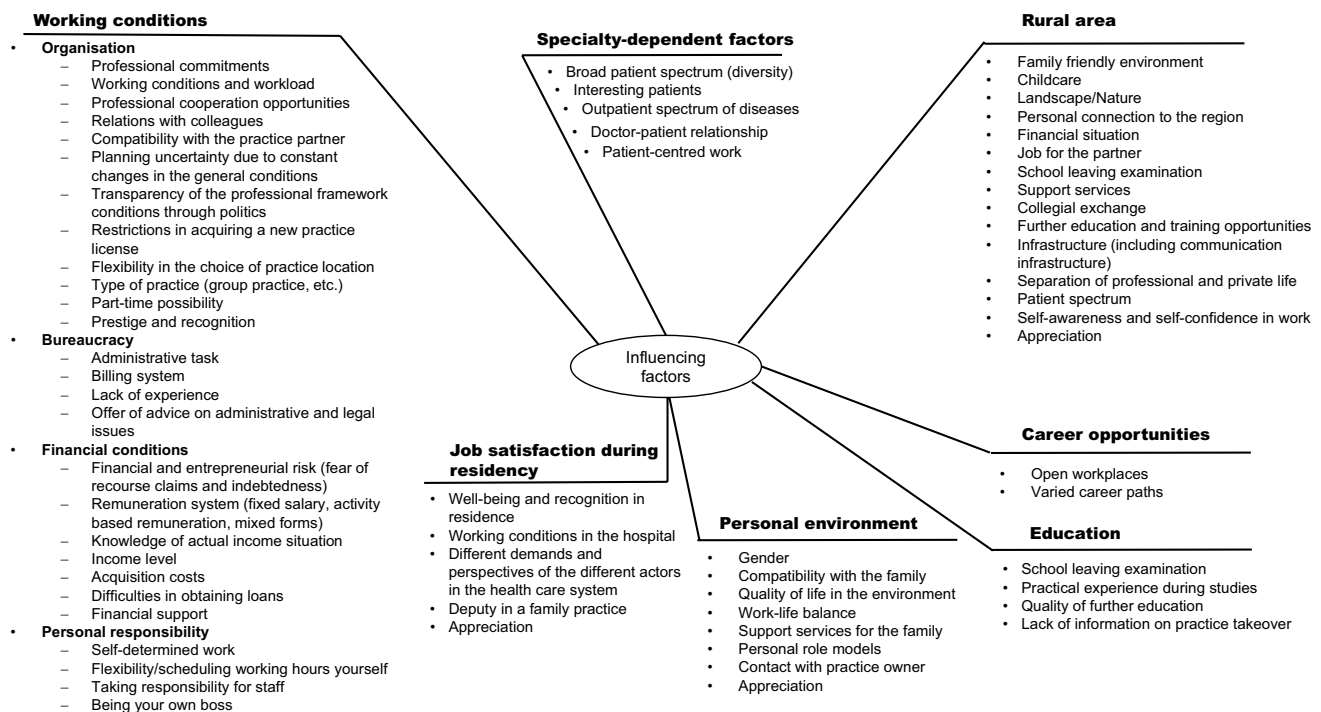 Working conditions
• Organisation
– Professional commitments
– Working conditions and workload
– Professional cooperation opportunities
– Relations with colleagues
– Compatibility with the practice partner
– Planning uncertainty due to constant
changes in the general conditions
– Transparency of the professional framework
conditions through politics
– Restrictions in acquiring a new practice
license
– Flexibility in the choice of practice location
– Type of practice (group practice, etc.)
– Part-time possibility
– Prestige and recognition
• Bureaucracy
– Administrative task
– Billing system
– Lack of experience
– Offer of advice on administrative and legal
issues
• Financial conditions
– Financial and entrepreneurial risk (fear of
recourse claims and indebtedness)
– Remuneration system (fixed salary, activity
based remuneration, mixed forms)
– Knowledge of actual income situation
– Income level
– Acquisition costs
– Difficulties in obtaining loans
– Financial support
• Personal responsibility
– Self-determined work
– Flexibility/scheduling working hours yourself
– Taking responsibility for staff
– Being your own boss
Specialty-dependent factors
• Broad patient spectrum (diversity)
• Interesting patients
• Outpatient spectrum of diseases
• Doctor-patient relationship
• Patient-centred work
Rural area
• Family friendly environment
• Childcare
• Landscape/Nature
• Personal connection to the region
• Financial situation
• Job for the partner
• School leaving examination
• Support services
• Collegial exchange
• Further education and training opportunities
• Infrastructure (including communication
infrastructure)
• Separation of professional and private life
• Patient spectrum
• Self-awareness and self-confidence in work
• Appreciation
Influencing
factors
Job satisfaction during
residency
• Well-being and recognition in
residence
• Working conditions in the hospital
• Different demands and
perspectives of the different actors
in the health care system
• Deputy in a family practice
• Appreciation
Personal environment
• Gender
• Compatibility with the family
• Quality of life in the environment
• Work-life balance
• Support services for the family
• Personal role models
• Contact with practice owner
• Appreciation
Career opportunities
• Open workplaces
• Varied career paths
Education
• School leaving examination
• Practical experience during studies
• Quality of further education
• Lack of information on practice takeover